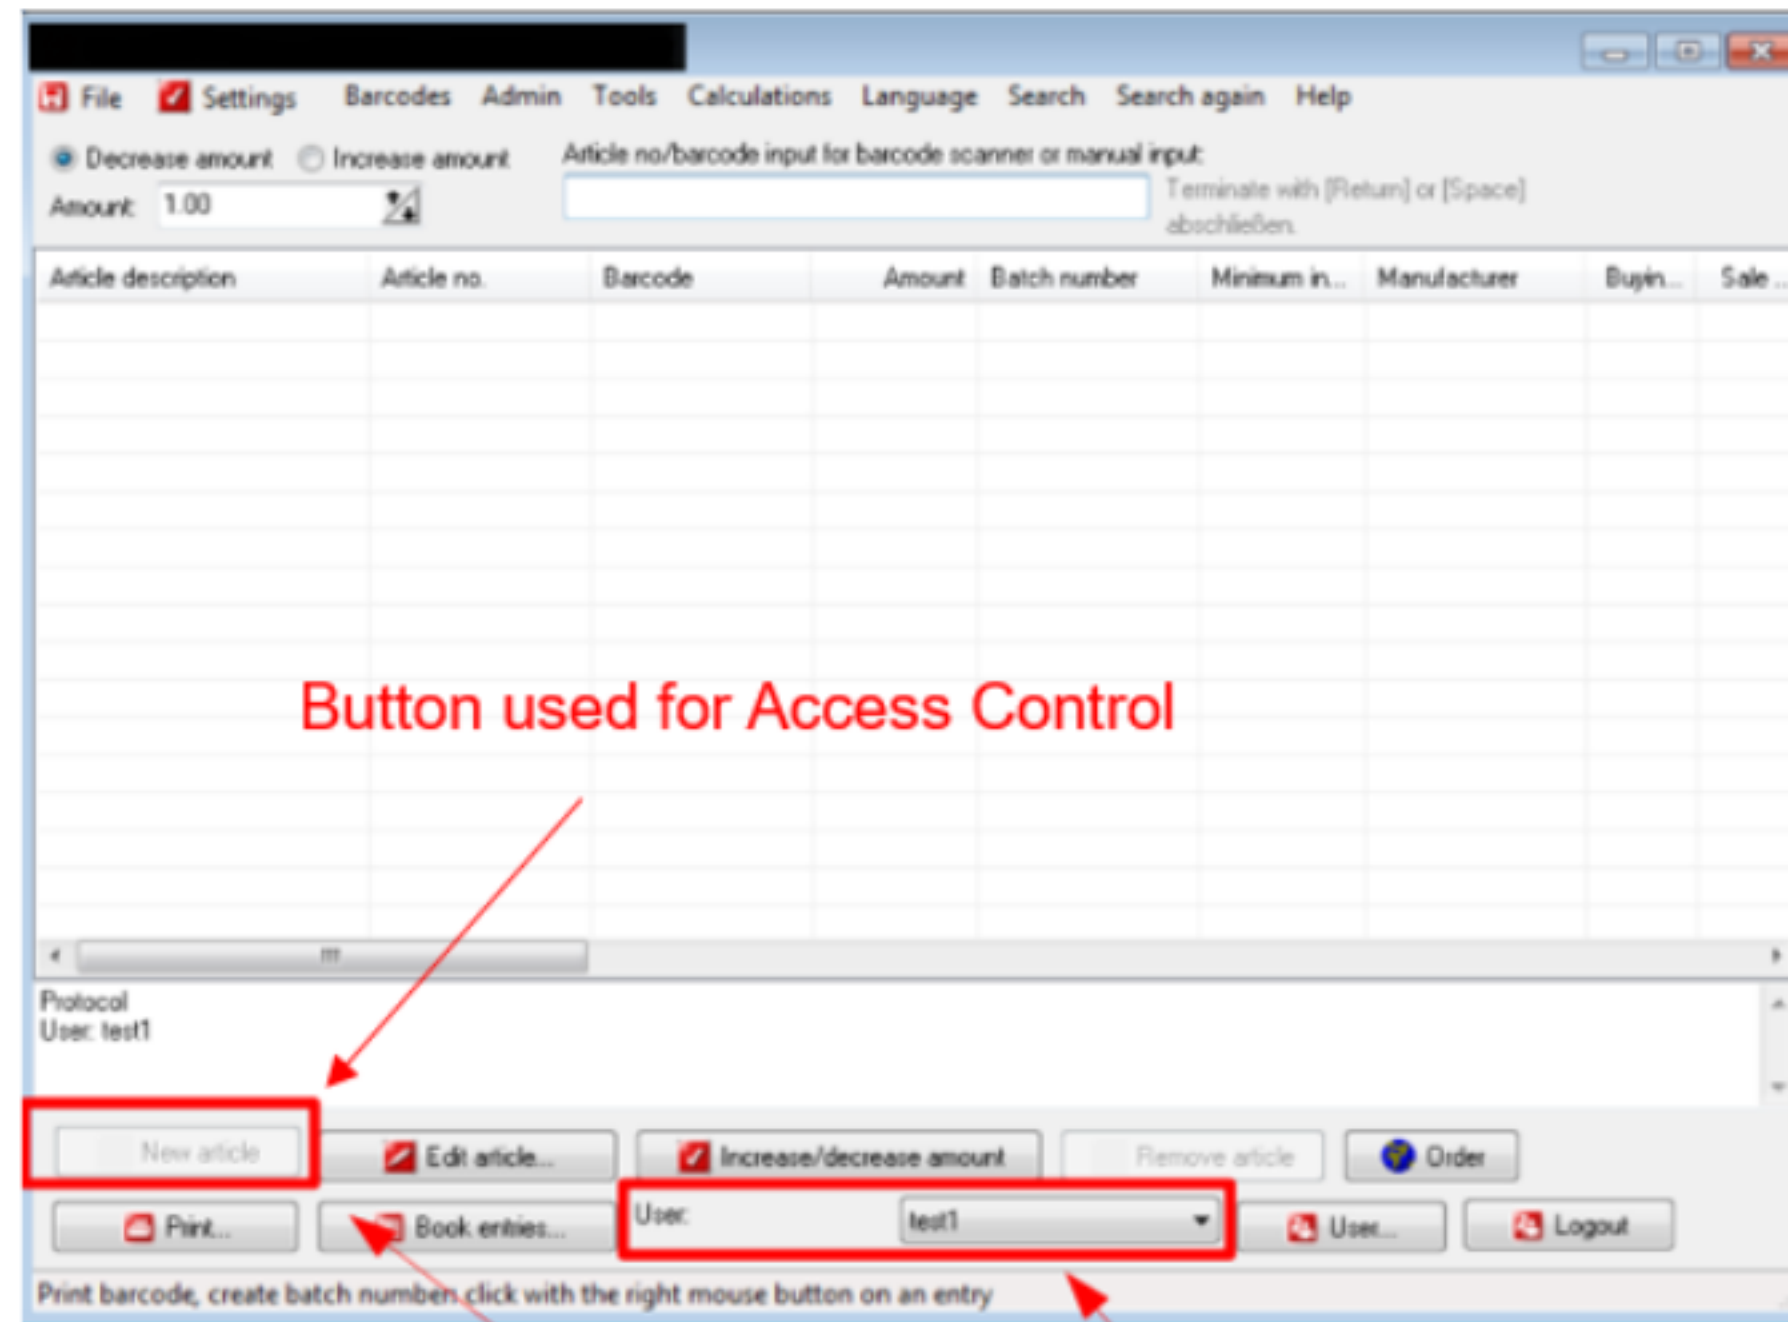 File Settings Barcodes Admin Tools Calculations Language Search Search again Help
Decrease amount Increase amount Article no/barcode input for barcode scanner or manual input:
Amount: 1.00 Terminate with [Return] or [Space]
abschließen.
Article description Article no. Barcode Amount Batch number Minimum in... Manufacturer Buyin... Sale ...
Button used for Access Control
Protocol
User: test1
New article Edit article... Increase/decrease amount Remove article Order
Print... Book entries... User: test1 User... Logout
Print barcode, create batch number: click with the right mouse button on an entry